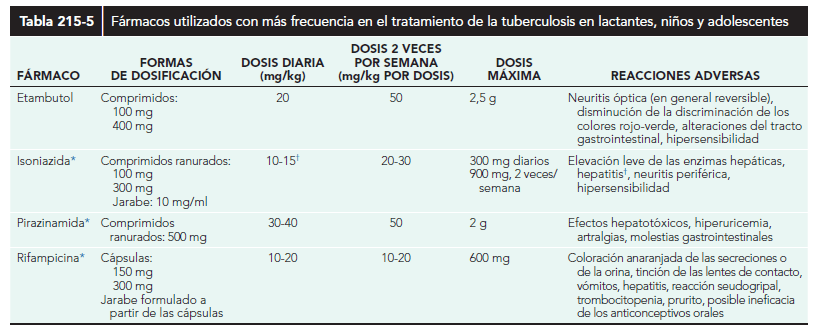 Tabla 215-5 Fármacos utilizados con más frecuencia en el tratamiento de la tuberculosis en lactantes, niños y adolescentes
FÁRMACO FORMAS DE DOSIFICACIÓN DOSIS DIARIA (mg/kg) DOSIS 2 VECES POR SEMANA (mg/kg POR DOSIS) DOSIS MÁXIMA REACCIONES ADVERSAS
Etambutol Comprimidos: 20 50 2,5 g Neuritis óptica (en general reversible),
100 mg disminución de la discriminación de los
400 mg colores rojo-verde, alteraciones del tracto
gastrointestinal, hipersensibilidad
Isoniazida* Comprimidos ranurados: 10-15† 20-30 300 mg diarios Elevación leve de las enzimas hepáticas,
100 mg 900 mg, 2 veces/ hepatitis†, neuritis periférica,
300 mg semana hipersensibilidad
Jarabe: 10 mg/ml
Pirazinamida* Comprimidos 30-40 50 2 g Efectos hepatotóxicos, hiperuricemia,
ranurados: 500 mg artralgias, molestias gastrointestinales
Rifampicina* Cápsulas: 10-20 10-20 600 mg Coloración anaranjada de las secreciones o
150 mg de la orina, tinción de las lentes de contacto,
300 mg vómitos, hepatitis, reacción seudogripal,
Jarabe formulado a trombocitopenia, prurito, posible ineficacia
partir de las cápsulas de los anticonceptivos orales